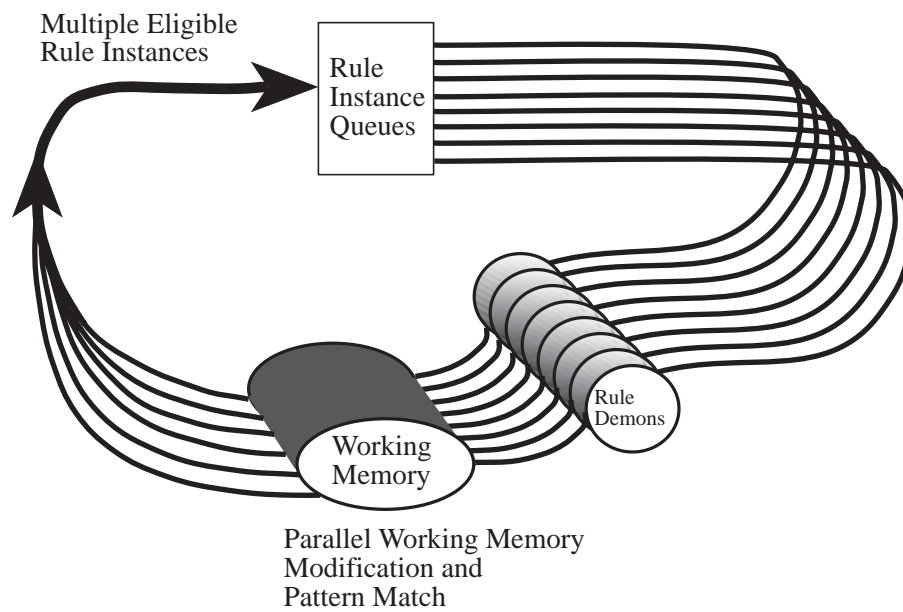 Multiple Eligible
Rule Instances
Rule
Instance
Queues
Rule
Demons
Working
Memory
Parallel Working Memory
Modification and
Pattern Match